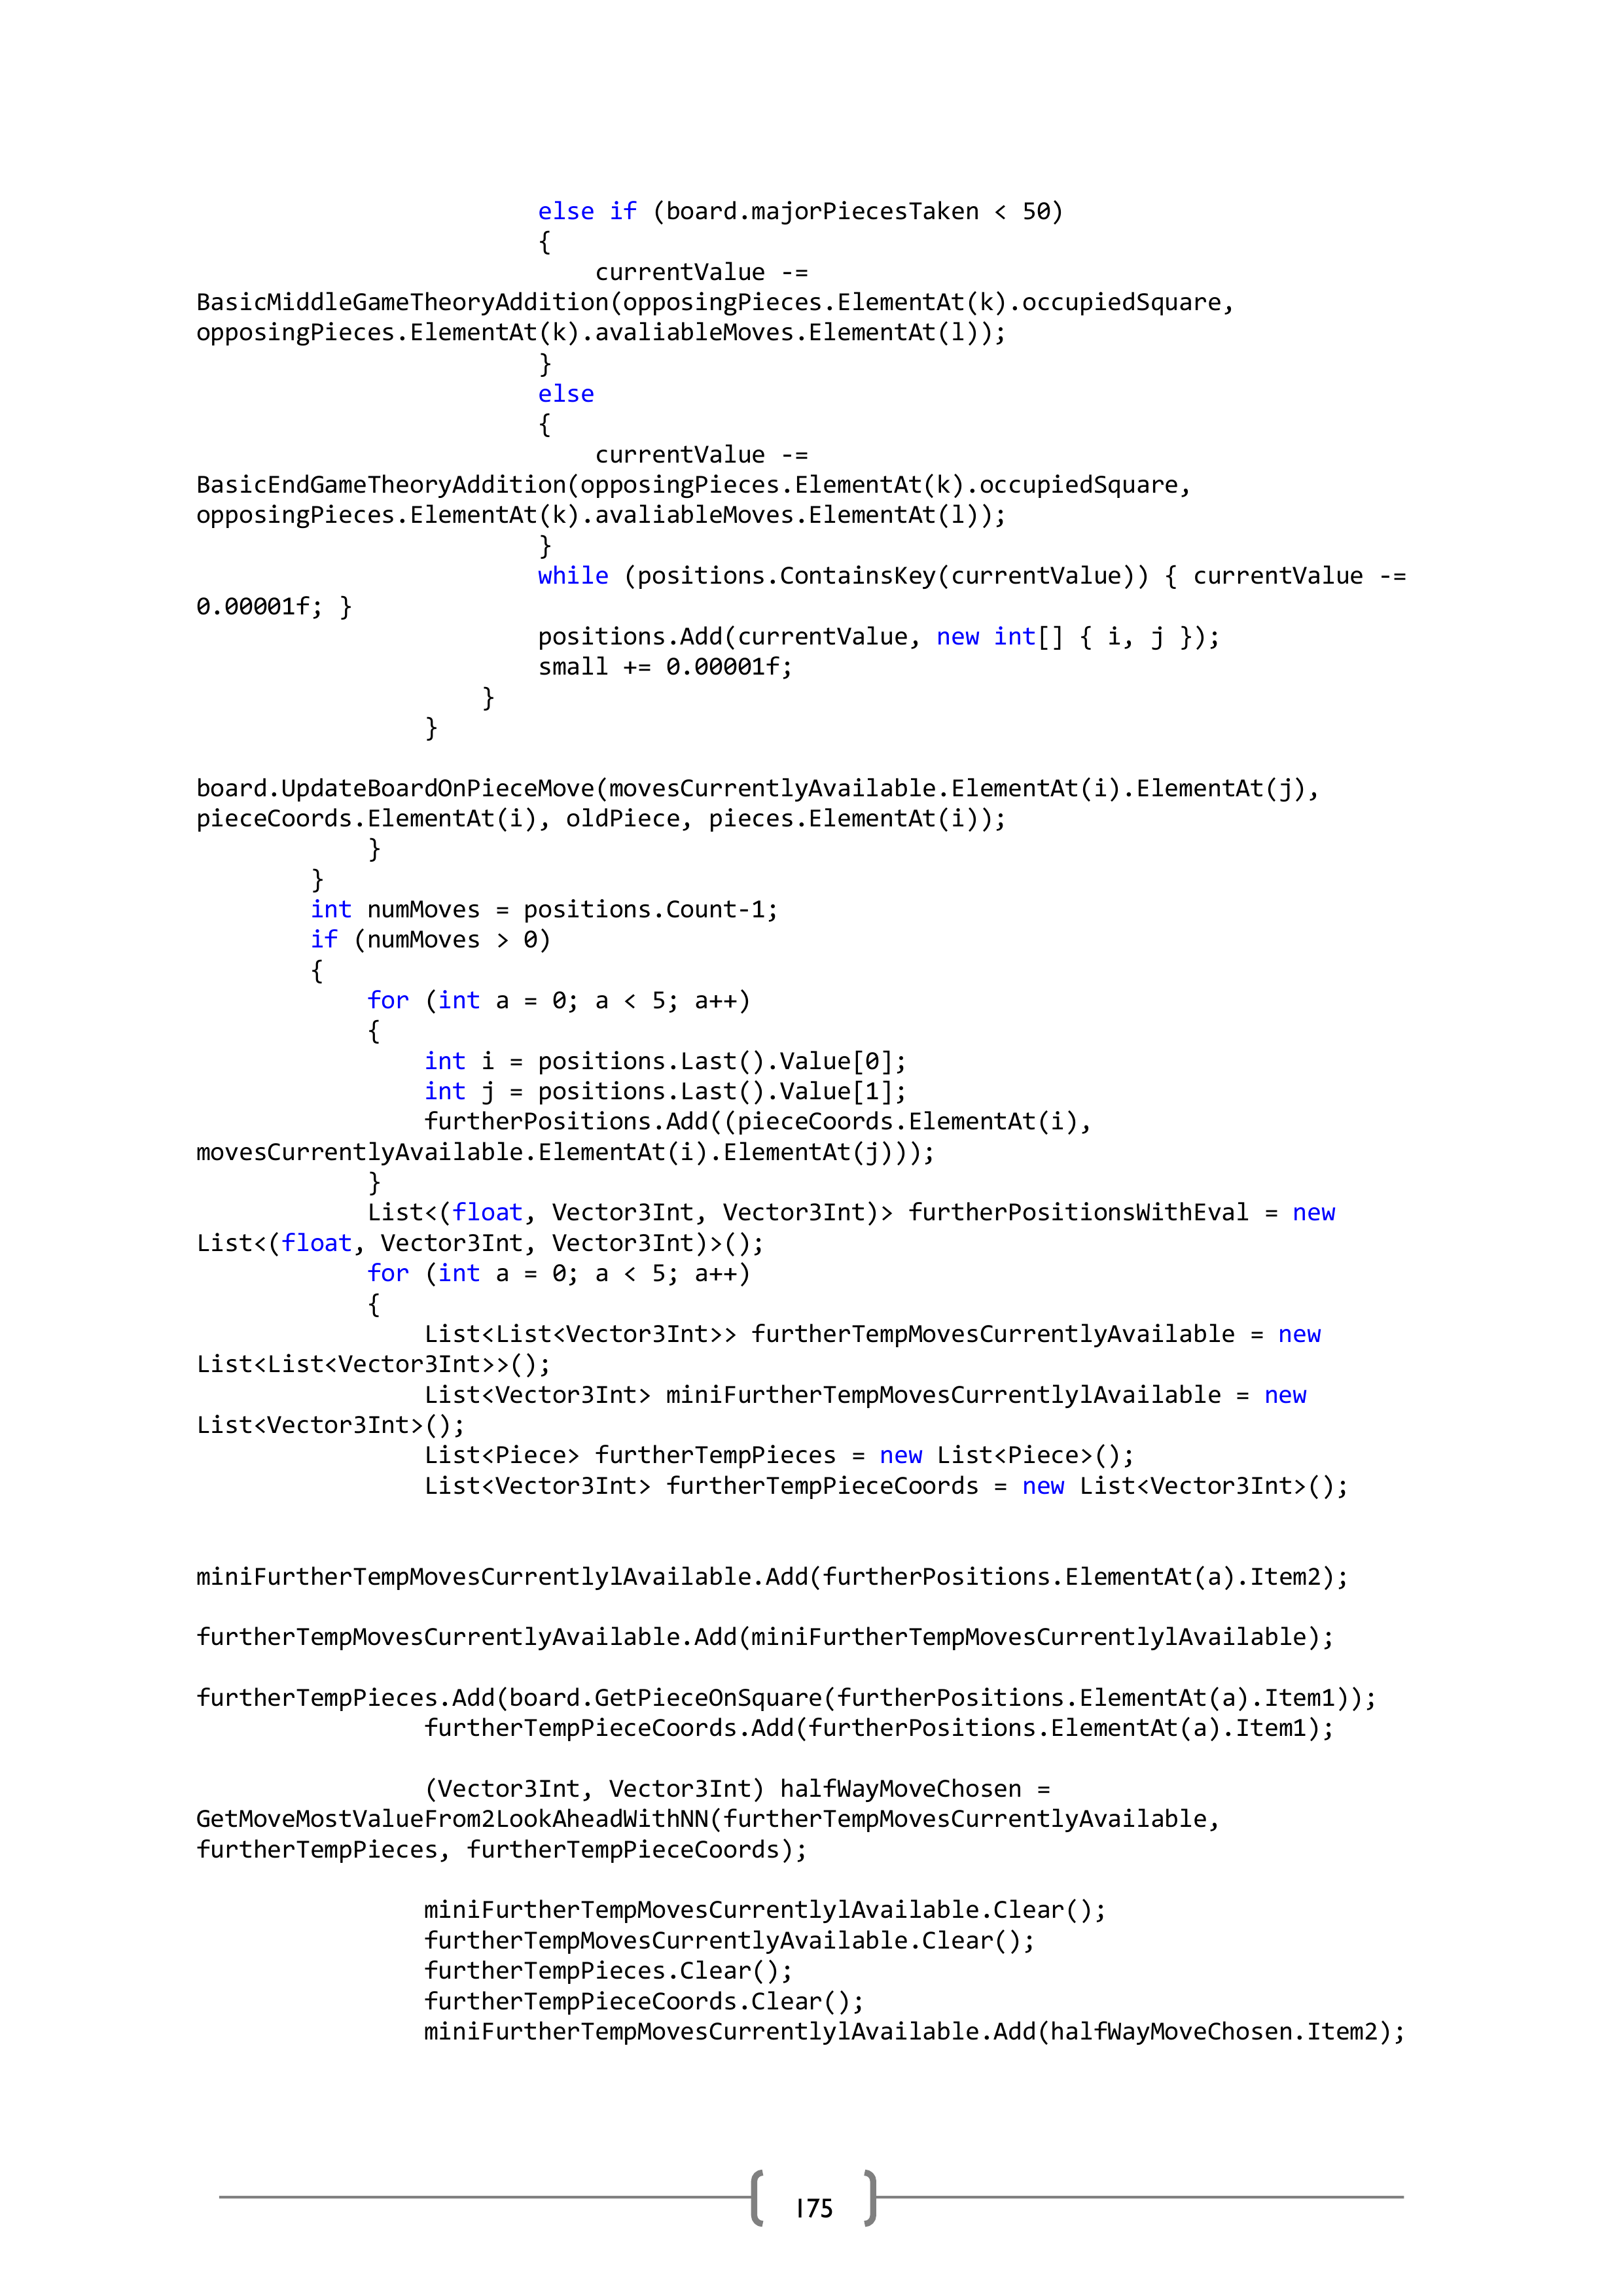 else if (board.majorPiecesTaken < 50)
{
currentValue -=
BasicMiddleGameTheoryAddition(opposingPieces.ElementAt(k).occupiedSquare,
opposingPieces.ElementAt(k).avaliableMoves.ElementAt(l));
}
else
{
currentValue -=
BasicEndGameTheoryAddition(opposingPieces.ElementAt(k).occupiedSquare,
opposingPieces.ElementAt(k).avaliableMoves.ElementAt(l));
}
while (positions.ContainsKey(currentValue)) { currentValue -=
0.00001f; }
positions.Add(currentValue, new int[] { i, j });
small += 0.00001f;
}
}
board.UpdateBoardOnPieceMove(movesCurrentlyAvailable.ElementAt(i).ElementAt(j),
pieceCoords.ElementAt(i), oldPiece, pieces.ElementAt(i));
}
}
int numMoves = positions.Count-1;
if (numMoves > 0)
{
for (int a = 0; a < 5; a++)
{
int i = positions.Last().Value[0];
int j = positions.Last().Value[1];
furtherPositions.Add((pieceCoords.ElementAt(i),
movesCurrentlyAvailable.ElementAt(i).ElementAt(j)));
}
List<(float, Vector3Int, Vector3Int)> furtherPositionsWithEval = new
List<(float, Vector3Int, Vector3Int)>();
for (int a = 0; a < 5; a++)
{
List<List<Vector3Int>> furtherTempMovesCurrentlyAvailable = new
List<List<Vector3Int>>();
List<Vector3Int> miniFurtherTempMovesCurrentlylAvailable = new
List<Vector3Int>();
List<Piece> furtherTempPieces = new List<Piece>();
List<Vector3Int> furtherTempPieceCoords = new List<Vector3Int>();
miniFurtherTempMovesCurrentlylAvailable.Add(furtherPositions.ElementAt(a).Item2);
furtherTempMovesCurrentlyAvailable.Add(miniFurtherTempMovesCurrentlylAvailable);
furtherTempPieces.Add(board.GetPieceOnSquare(furtherPositions.ElementAt(a).Item1));
furtherTempPieceCoords.Add(furtherPositions.ElementAt(a).Item1);
(Vector3Int, Vector3Int) halfWayMoveChosen =
GetMoveMostValueFrom2LookAheadWithNN(furtherTempMovesCurrentlyAvailable,
furtherTempPieces, furtherTempPieceCoords);
miniFurtherTempMovesCurrentlylAvailable.Clear();
furtherTempMovesCurrentlyAvailable.Clear();
furtherTempPieces.Clear();
furtherTempPieceCoords.Clear();
miniFurtherTempMovesCurrentlylAvailable.Add(halfWayMoveChosen.Item2);
175